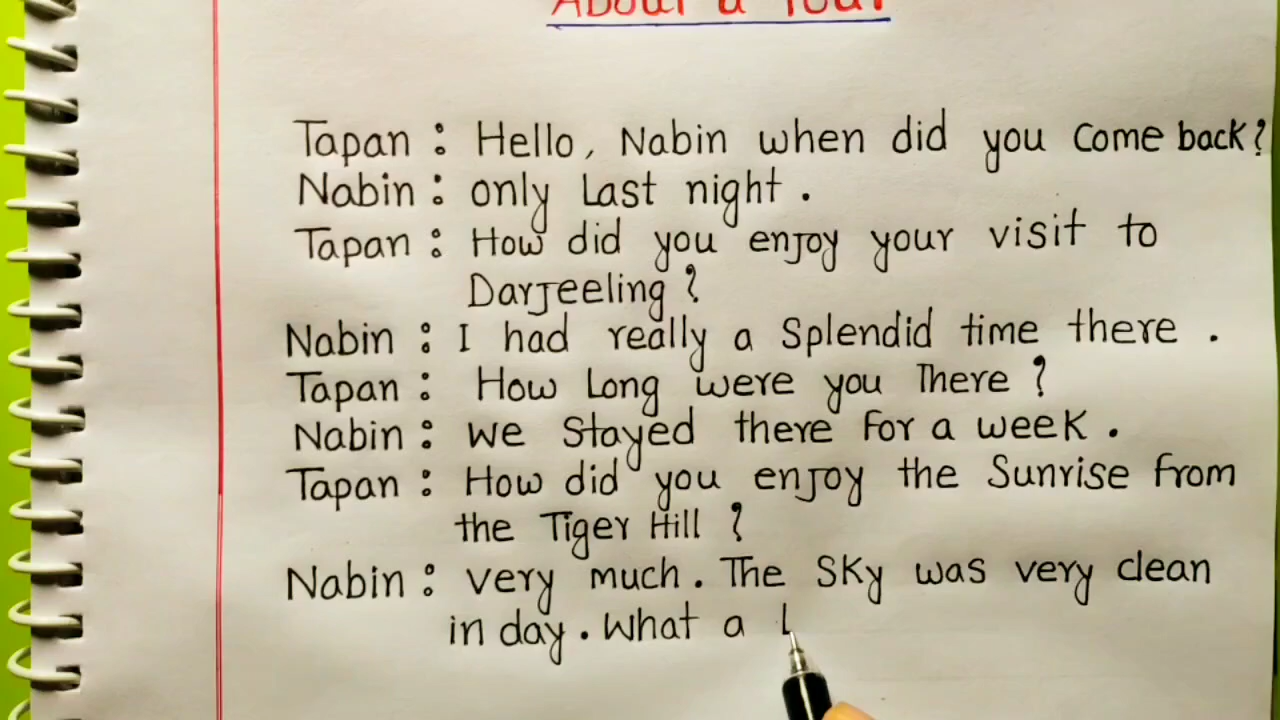 About a Tour
Tapan : Hello, Nabin when did you Come back?
Nabin : only Last night .
Tapan : How did you enjoy your visit to
Darjeeling ?
Nabin : I had really a Splendid time there .
Tapan : How Long were you There ?
Nabin : we Stayed there For a week .
Tapan : How did you enjoy the Sunrise From
the Tiger Hill ?
Nabin : very much . The Sky was very clean
in day . What a